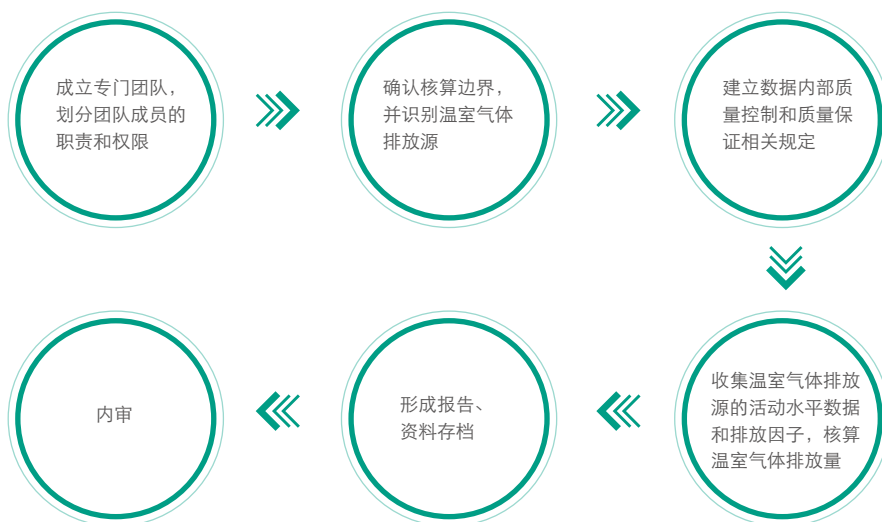 成立专门团队，
划分团队成员的
职责和权限
确认核算边界，
并识别温室气体
排放源
建立数据内部质
量控制和质量保
证相关规定
收集温室气体排放
源的活动水平数据
和排放因子，核算
温室气体排放量
形成报告、
资料存档
内审